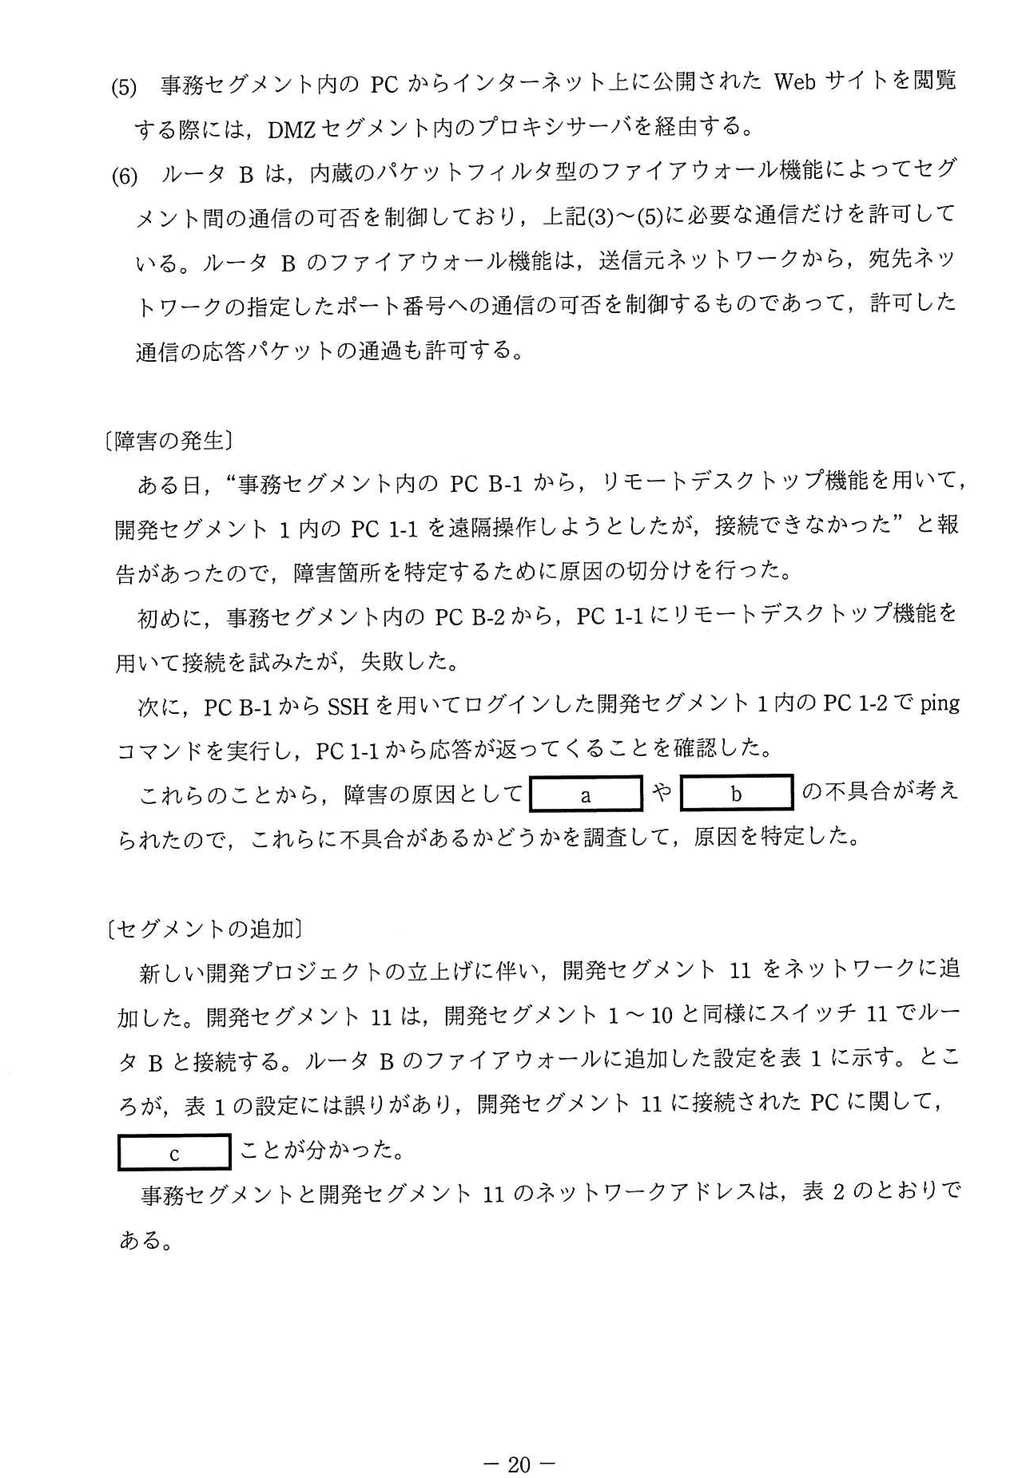 (5) 事務セグメント内の PC からインターネット上に公開された Web サイトを閲覧
する際には，DMZ セグメント内のプロキシサーバを経由する。
(6) ルータ B は，内蔵のパケットフィルタ型のファイアウォール機能によってセグ
メント間の通信の可否を制御しており，上記(3)～(5)に必要な通信だけを許可して
いる。ルータ B のファイアウォール機能は，送信元ネットワークから，宛先ネッ
トワークの指定したポート番号への通信の可否を制御するものであって，許可した
通信の応答パケットの通過も許可する。
〔障害の発生〕
ある日，“事務セグメント内の PC B-1 から，リモートデスクトップ機能を用いて，
開発セグメント 1 内の PC 1-1 を遠隔操作しようとしたが，接続できなかった” と報
告があったので，障害箇所を特定するために原因の切分けを行った。
初めに，事務セグメント内の PC B-2 から，PC 1-1 にリモートデスクトップ機能を
用いて接続を試みたが，失敗した。
次に，PC B-1 から SSH を用いてログインした開発セグメント 1 内の PC 1-2 で ping
コマンドを実行し，PC 1-1 から応答が返ってくることを確認した。
これらのことから，障害の原因として a や b の不具合が考え
られたので，これらに不具合があるかどうかを調査して，原因を特定した。
〔セグメントの追加〕
新しい開発プロジェクトの立上げに伴い，開発セグメント 11 をネットワークに追
加した。開発セグメント 11 は，開発セグメント 1～10 と同様にスイッチ 11 でルー
タ B と接続する。ルータ B のファイアウォールに追加した設定を表 1 に示す。とこ
ろが，表 1 の設定には誤りがあり，開発セグメント 11 に接続された PC に関して，
c ことが分かった。
事務セグメントと開発セグメント 11 のネットワークアドレスは，表 2 のとおりで
ある。
－ 20 －